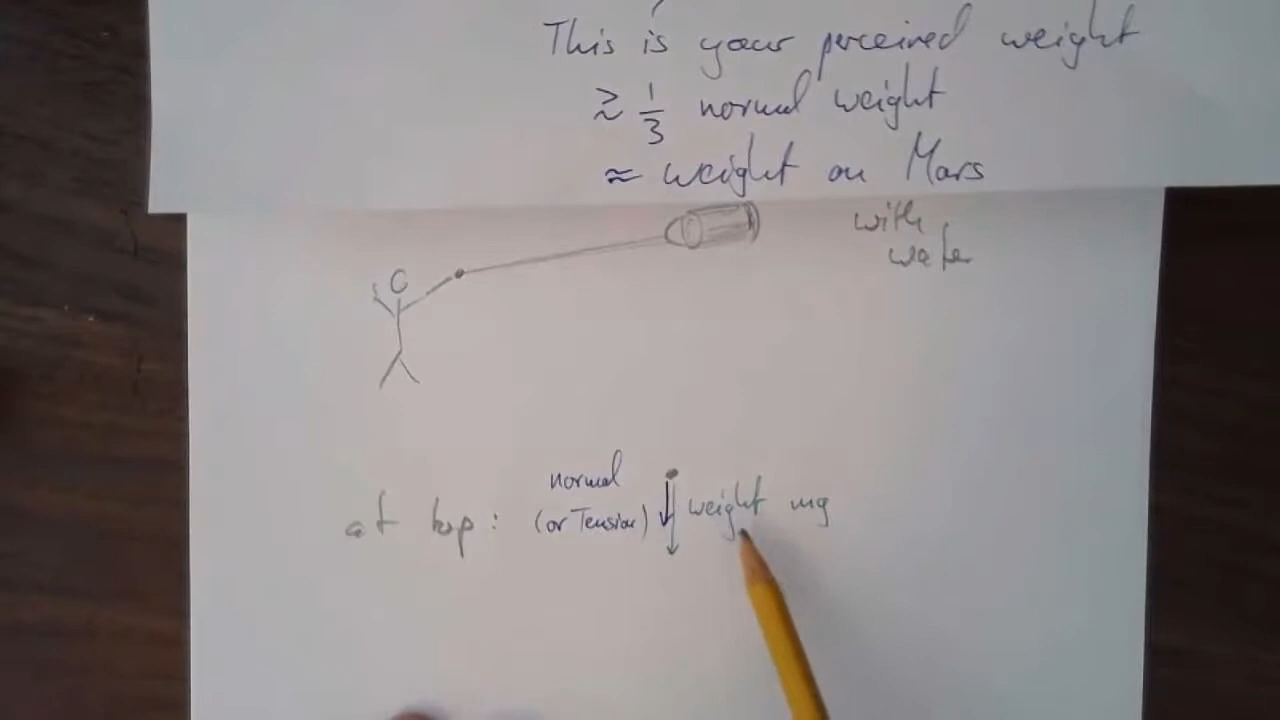 This is your perceived weight
≳ 1/3 normal weight
≈ weight on Mars
with
water
at top: normal (or Tension) weight mg